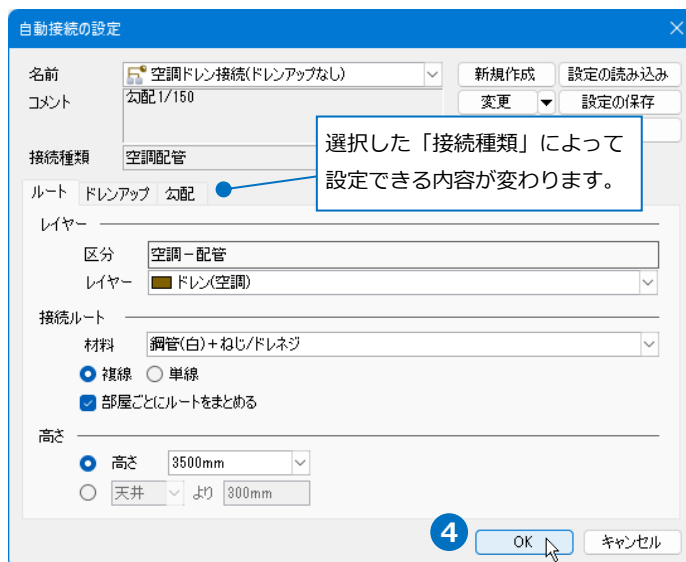 自動接続の設定
名前 空調ドレン接続(ドレンアップなし) 新規作成 設定の読み込み
コメント 勾配1/150 変更 設定の保存
選択した「接続種類」によって
設定できる内容が変わります。
接続種類 空調配管
ルート ドレンアップ 勾配
レイヤー
区分 空調－配管
レイヤー ドレン(空調)
接続ルート
材料 鋼管(白)+ねじ/ドレネジ
複線 単線
部屋ごとにルートをまとめる
高さ
高さ 3500mm
天井 より 300mm
4 OK キャンセル